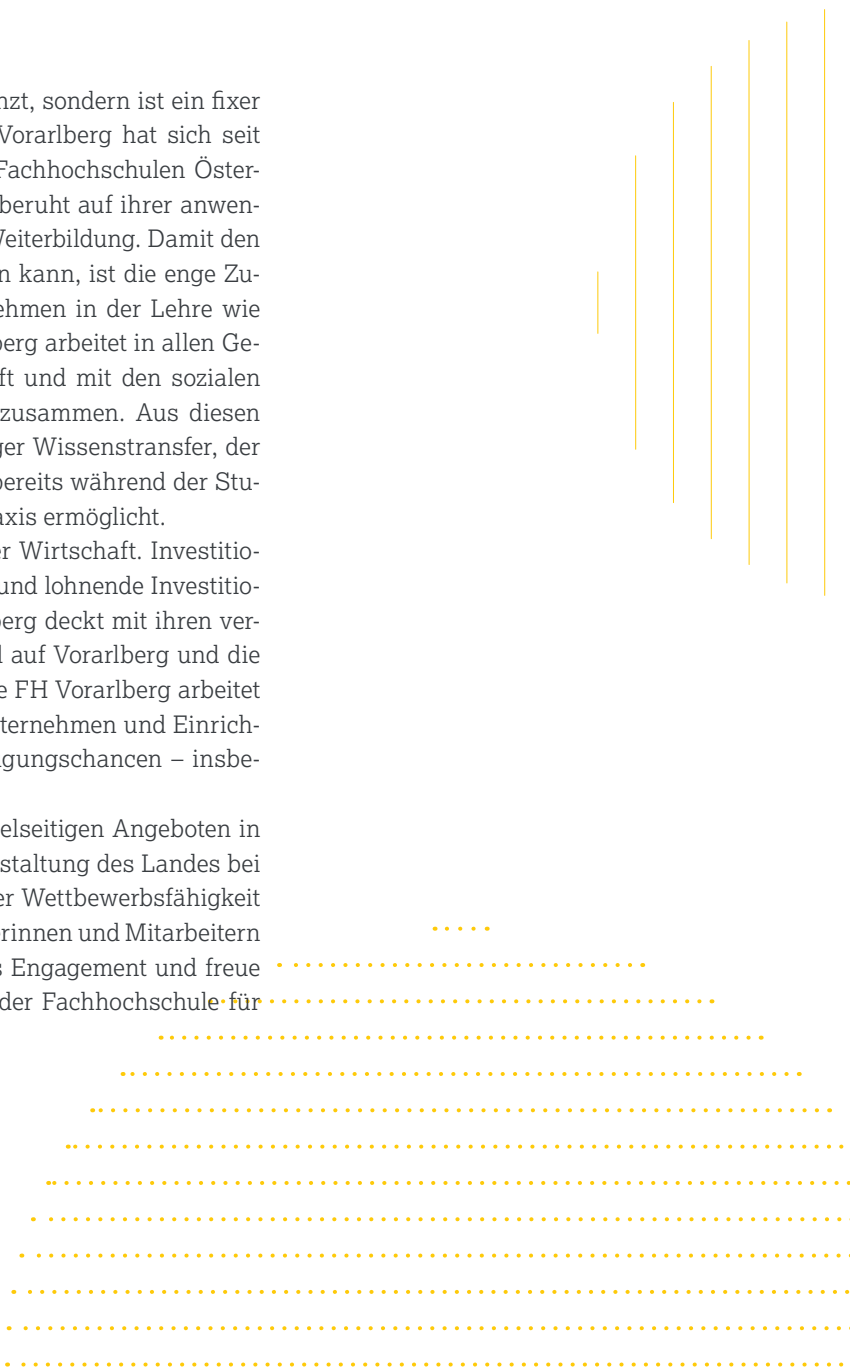 nzt, sondern ist ein fixer
Vorarlberg hat sich seit
Fachhochschulen Öster-
beruht auf ihrer anwen-
Weiterbildung. Damit den
n kann, ist die enge Zu-
ehmen in der Lehre wie
berg arbeitet in allen Ge-
ft und mit den sozialen
zusammen. Aus diesen
ger Wissenstransfer, der
bereits während der Stu-
axis ermöglicht.
er Wirtschaft. Investitio-
und lohnende Investitio-
berg deckt mit ihren ver-
l auf Vorarlberg und die
e FH Vorarlberg arbeitet
nternehmen und Einrich-
igungschancen – insbe-
elseitigen Angeboten in
staltung des Landes bei
er Wettbewerbsfähigkeit
erinnen und Mitarbeitern
s Engagement und freue
der Fachhochschule für